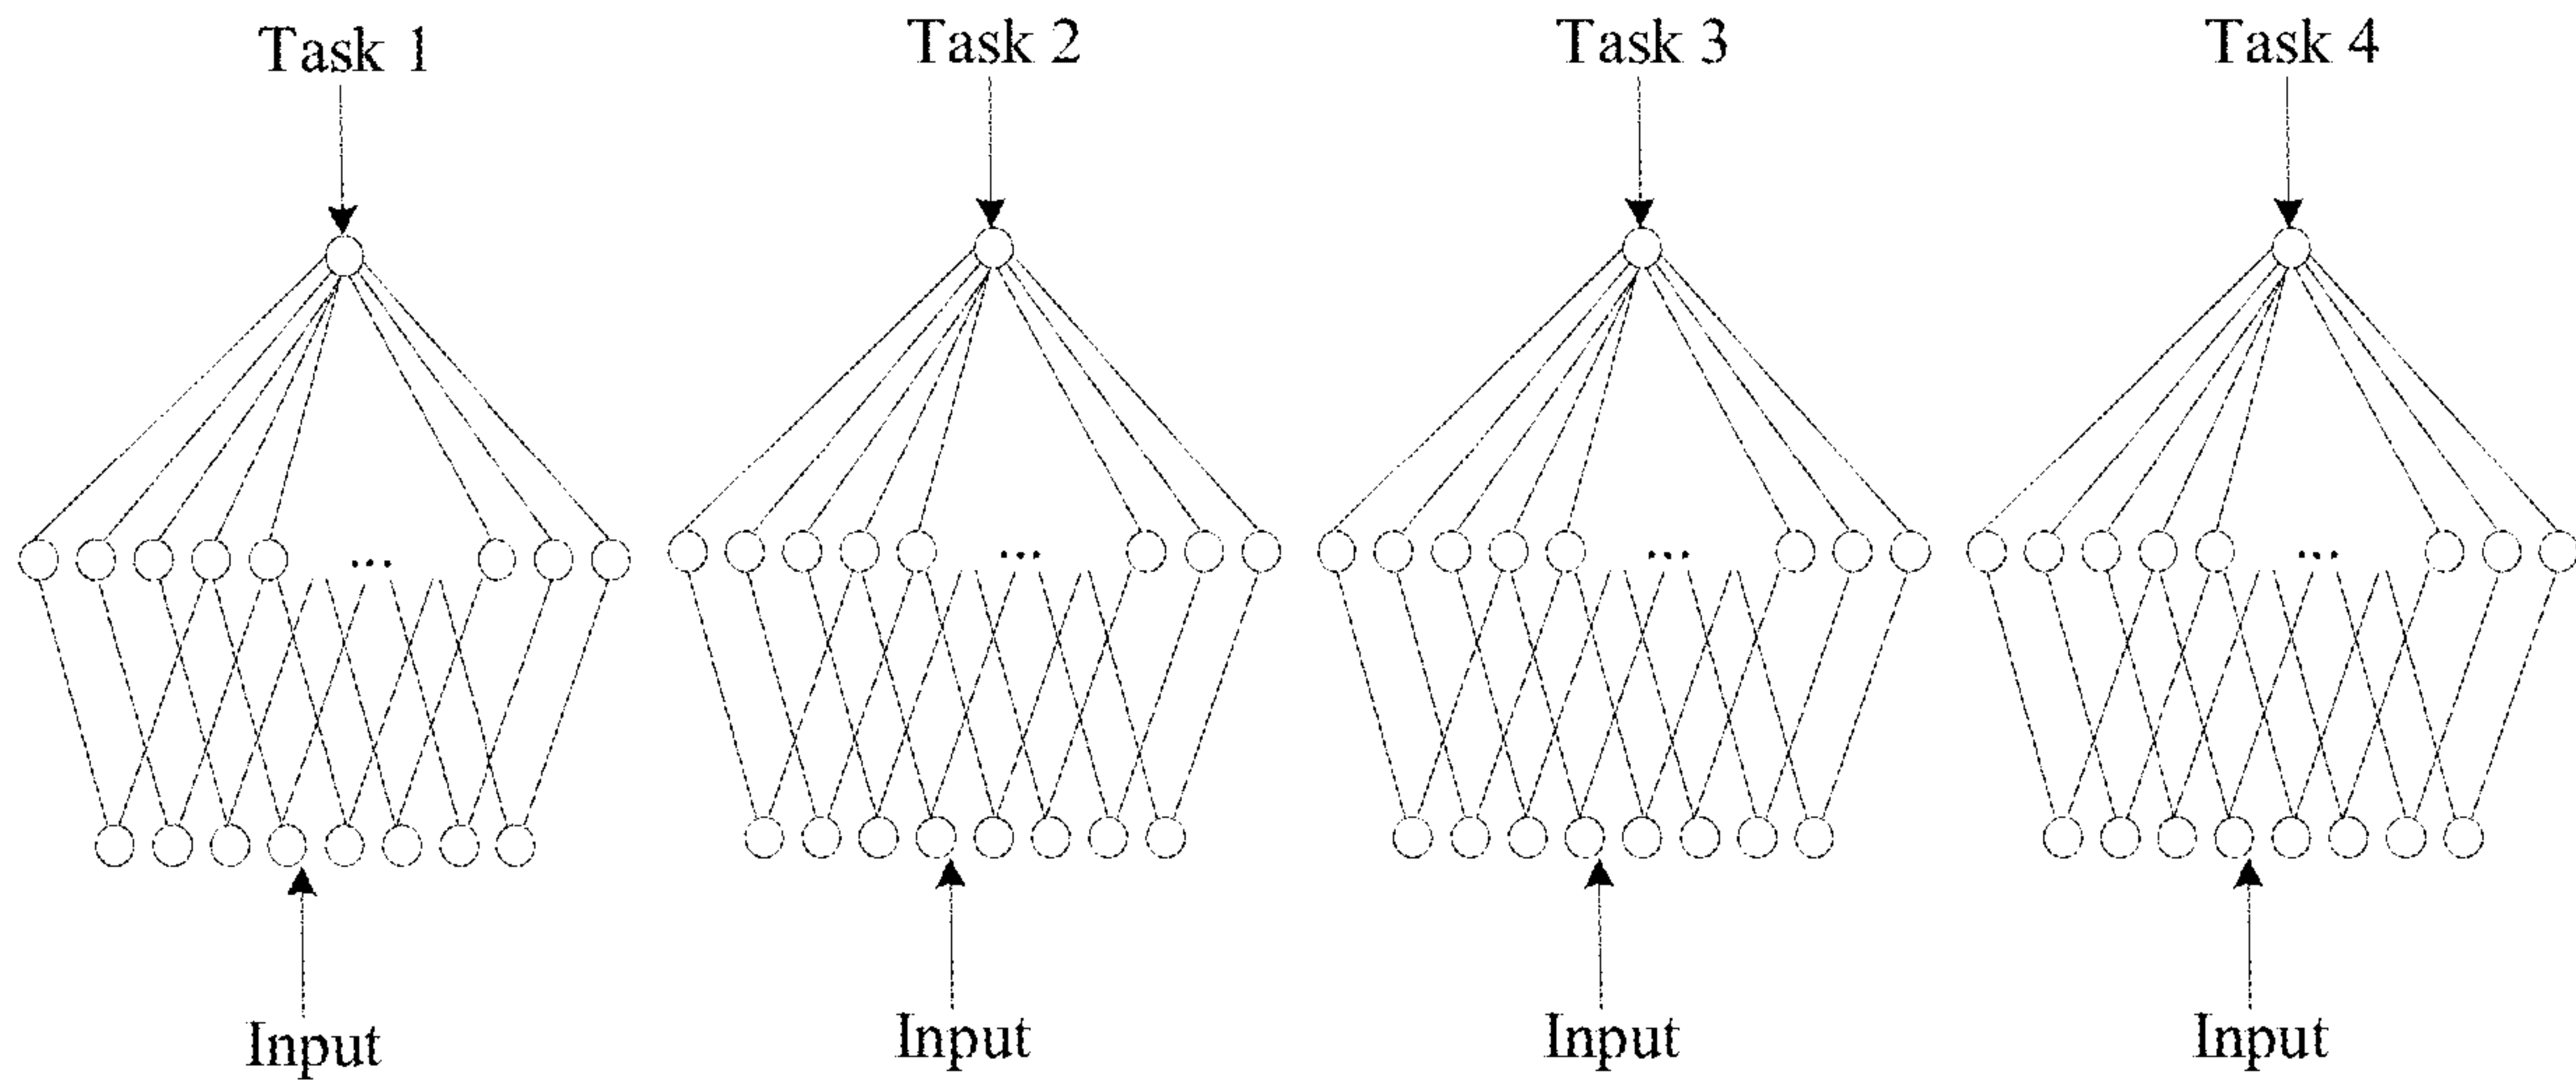 Task 1
Task 2
Task 3
Task 4
...
...
...
...
Input
Input
Input
Input